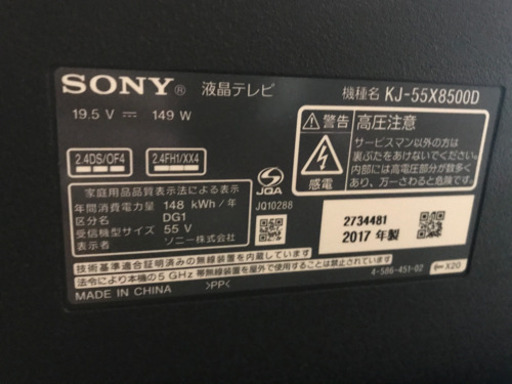 SONY® 液晶テレビ 機種名 KJ-55X8500D
19.5 V ⎓ 149 W
2.4DS/OF4 2.4FH1/XX4
家庭用品品質表示法による表示
年間消費電力量 148 kWh/年
区分名 DG1
受信機型サイズ 55 V
表示者 ソニー株式会社
JQA
JQ10288
警告 高圧注意
サービスマン以外の方は
裏ぶたをあけないでください。
内部には高電圧部分が数多く
あり、万一さわると危険です。
感電
2734481
2017 年製
技術基準適合証明済みの無線装置を内蔵しています。
法令により本機の5 GHz 帯無線装置を屋外で使用することは禁止されています。
4-586-451-02
X20
MADE IN CHINA >PP<